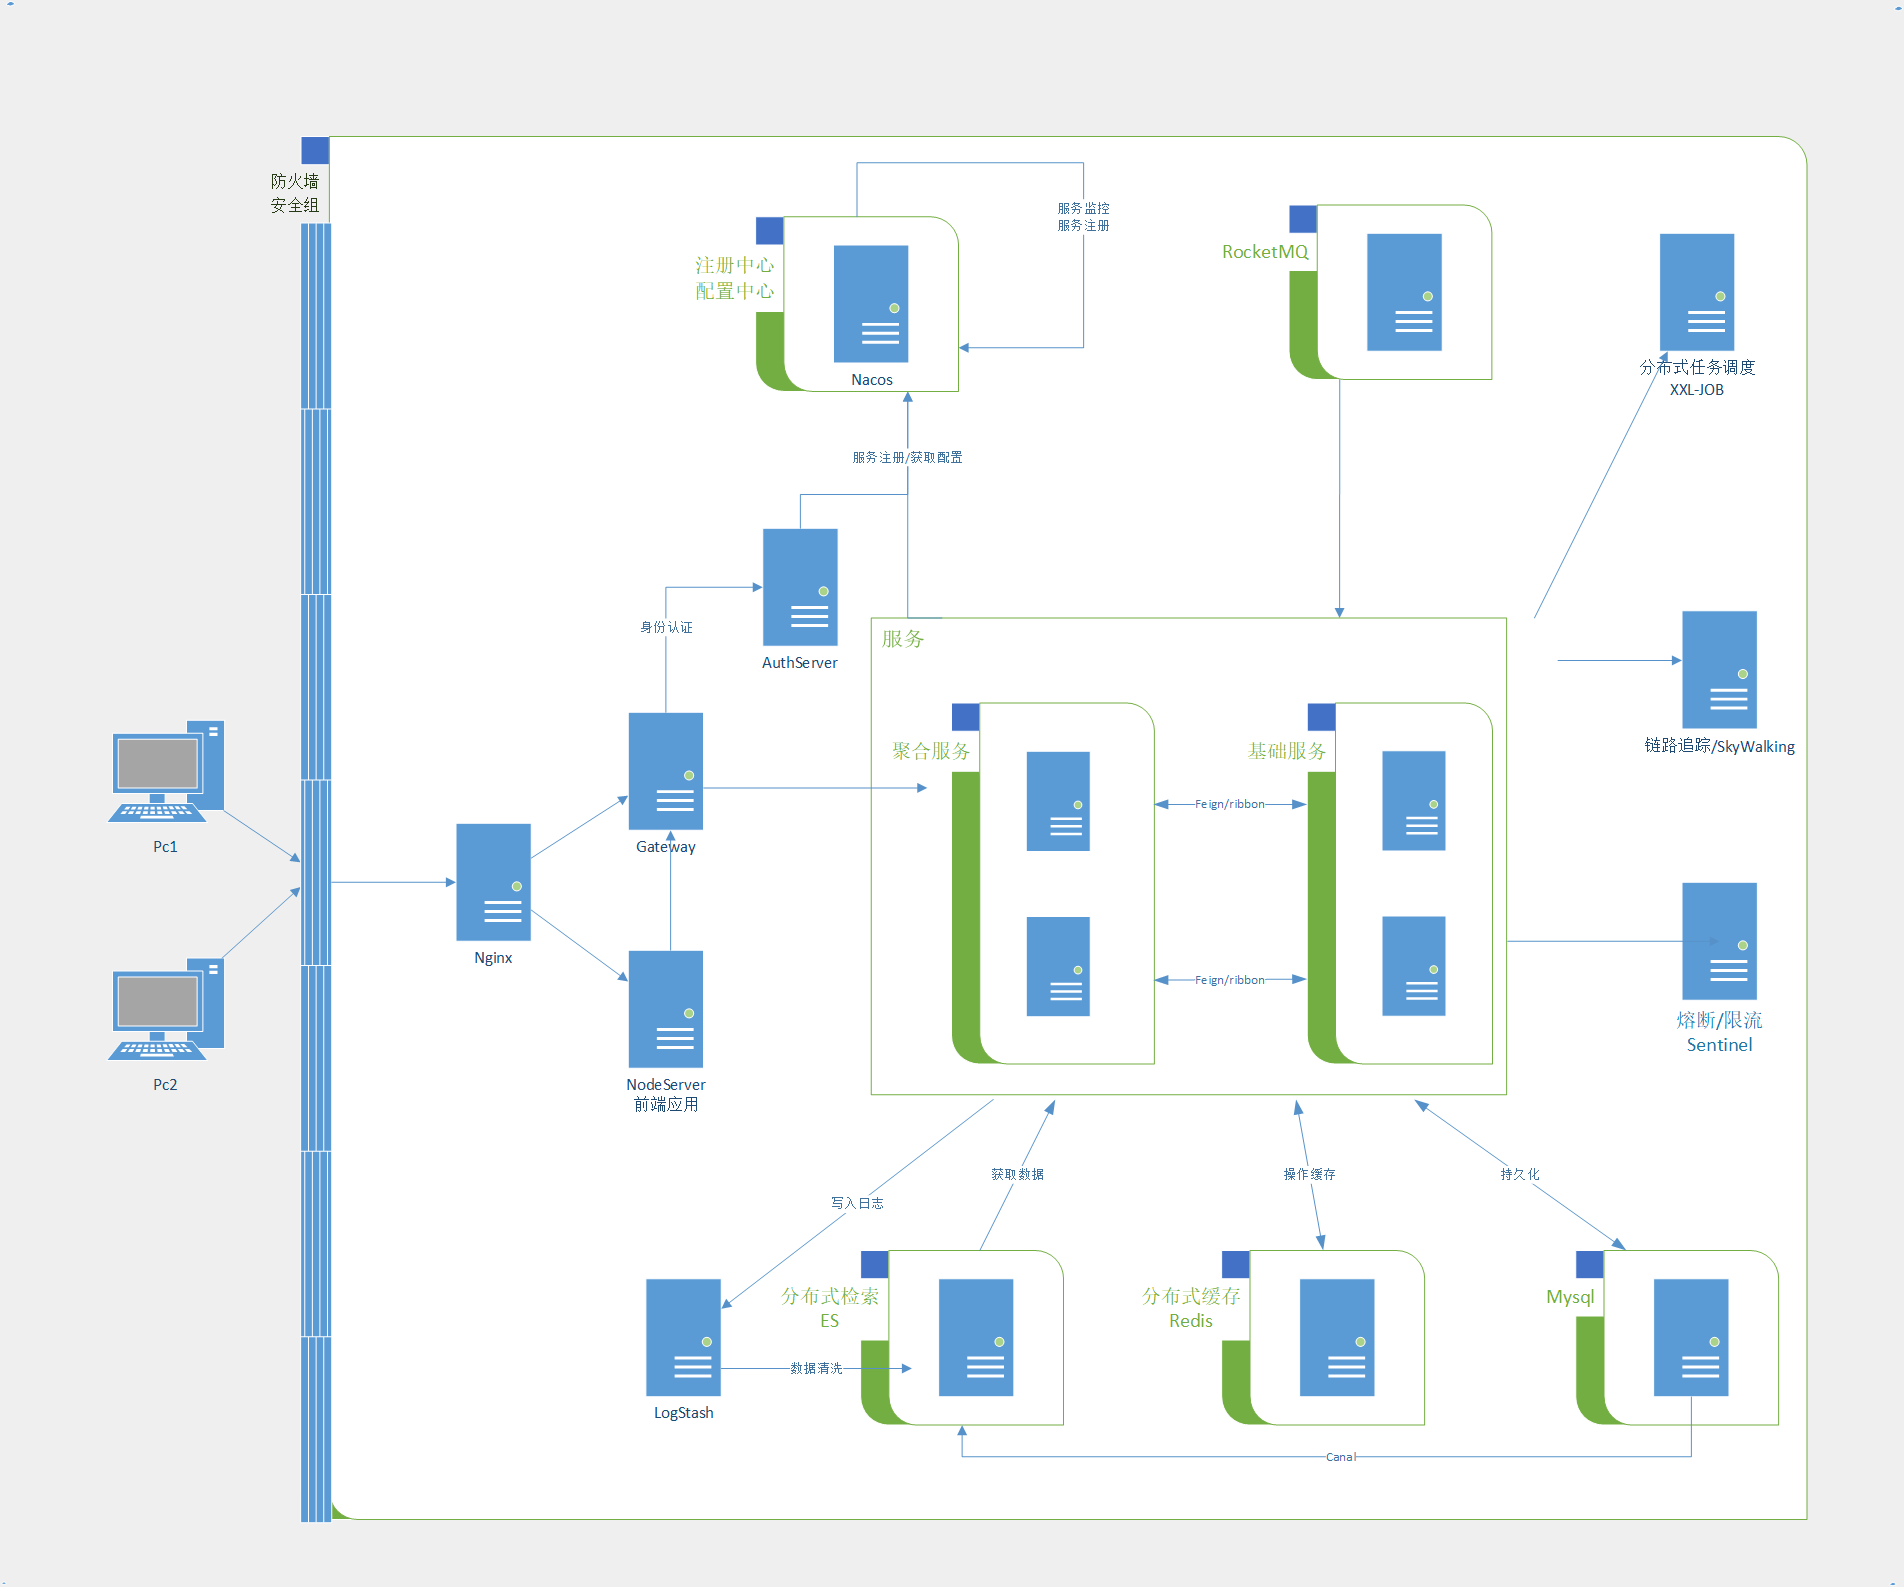 防火墙
安全组
服务监控
服务注册
注册中心
配置中心
Nacos
RocketMQ
分布式任务调度
XXL-JOB
服务注册/获取配置
身份认证
AuthServer
服务
聚合服务
基础服务
链路追踪/SkyWalking
Feign/ribbon
Pc1
Gateway
Nginx
Feign/ribbon
熔断/限流
Sentinel
Pc2
NodeServer
前端应用
写入日志
获取数据
操作缓存
持久化
分布式检索
ES
分布式缓存
Redis
Mysql
数据清洗
LogStash
Canal